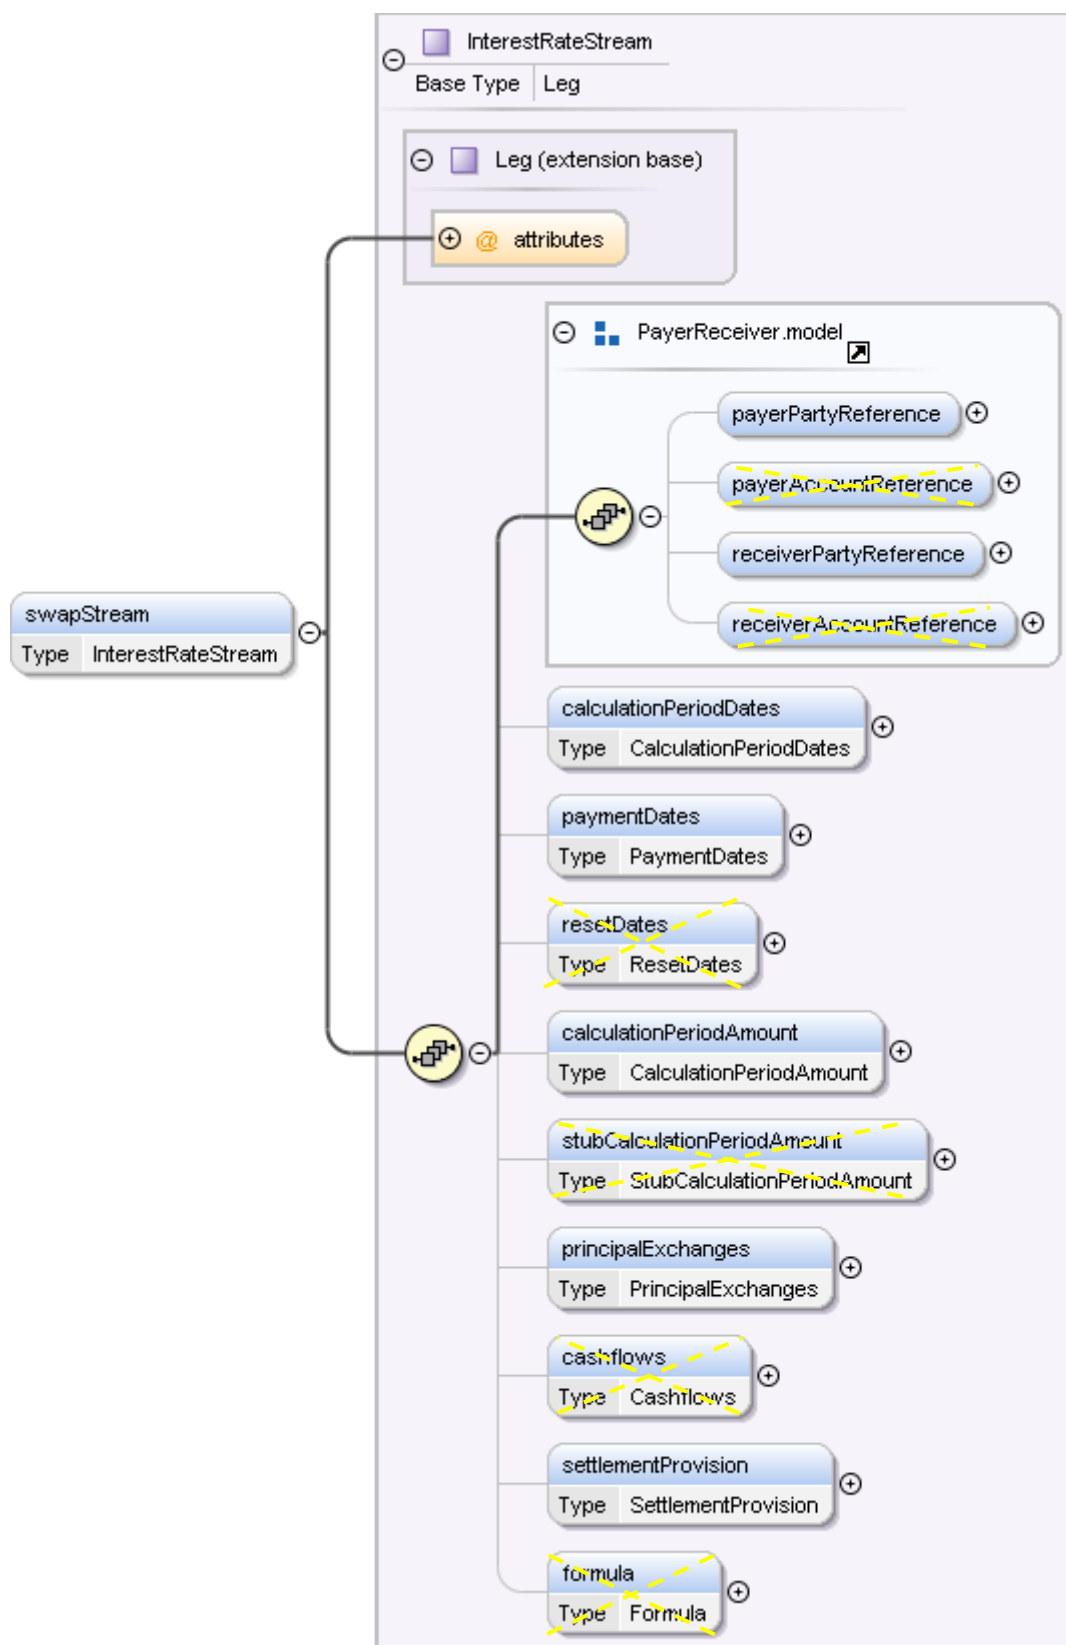 InterestRateStream
Base Type Leg
Leg (extension base)
@ attributes
PayerReceiver.model
payerPartyReference
payerAccountReference
receiverPartyReference
receiverAccountReference
swapStream
Type InterestRateStream
calculationPeriodDates
Type CalculationPeriodDates
paymentDates
Type PaymentDates
resetDates
Type ResetDates
calculationPeriodAmount
Type CalculationPeriodAmount
stubCalculationPeriodAmount
Type StubCalculationPeriodAmount
principalExchanges
Type PrincipalExchanges
cashflows
Type Cashflows
settlementProvision
Type SettlementProvision
formula
Type Formula